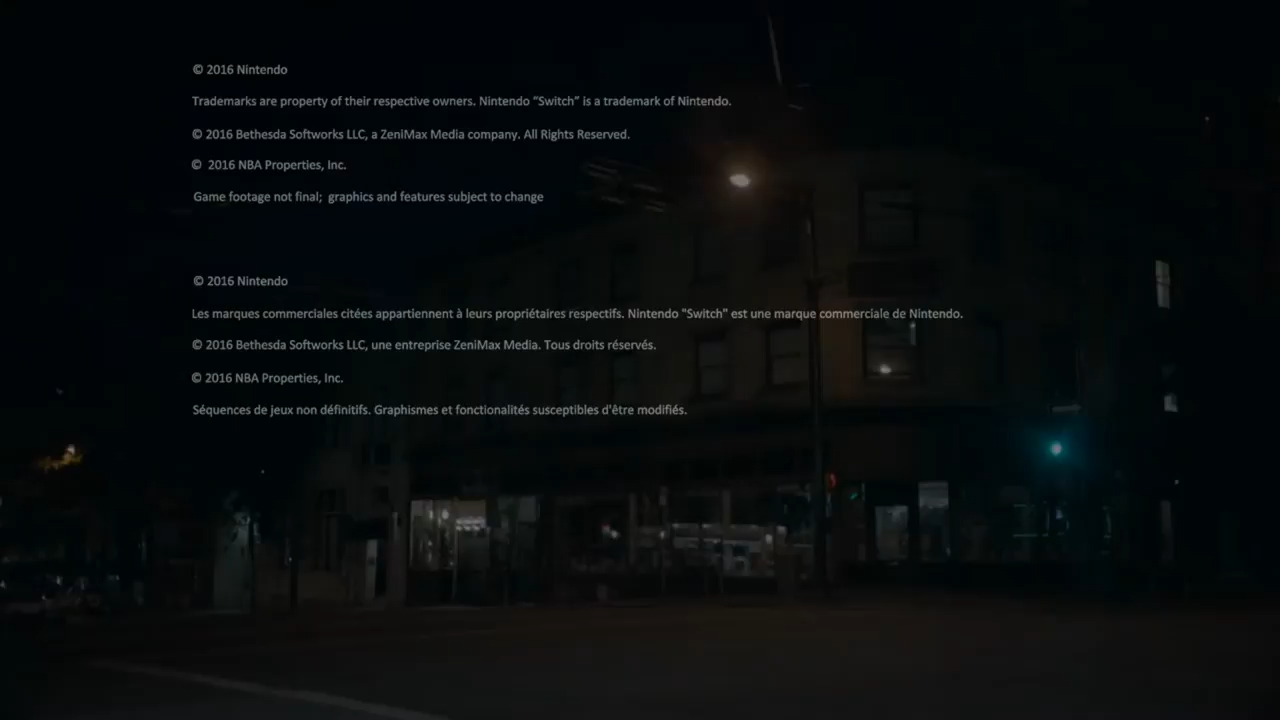 © 2016 Nintendo
Trademarks are property of their respective owners. Nintendo “Switch” is a trademark of Nintendo.
© 2016 Bethesda Softworks LLC, a ZeniMax Media company. All Rights Reserved.
© 2016 NBA Properties, Inc.
Game footage not final; graphics and features subject to change
© 2016 Nintendo
Les marques commerciales citées appartiennent à leurs propriétaires respectifs. Nintendo "Switch" est une marque commerciale de Nintendo.
© 2016 Bethesda Softworks LLC, une entreprise ZeniMax Media. Tous droits réservés.
© 2016 NBA Properties, Inc.
Séquences de jeux non définitifs. Graphismes et fonctionalités susceptibles d'être modifiés.